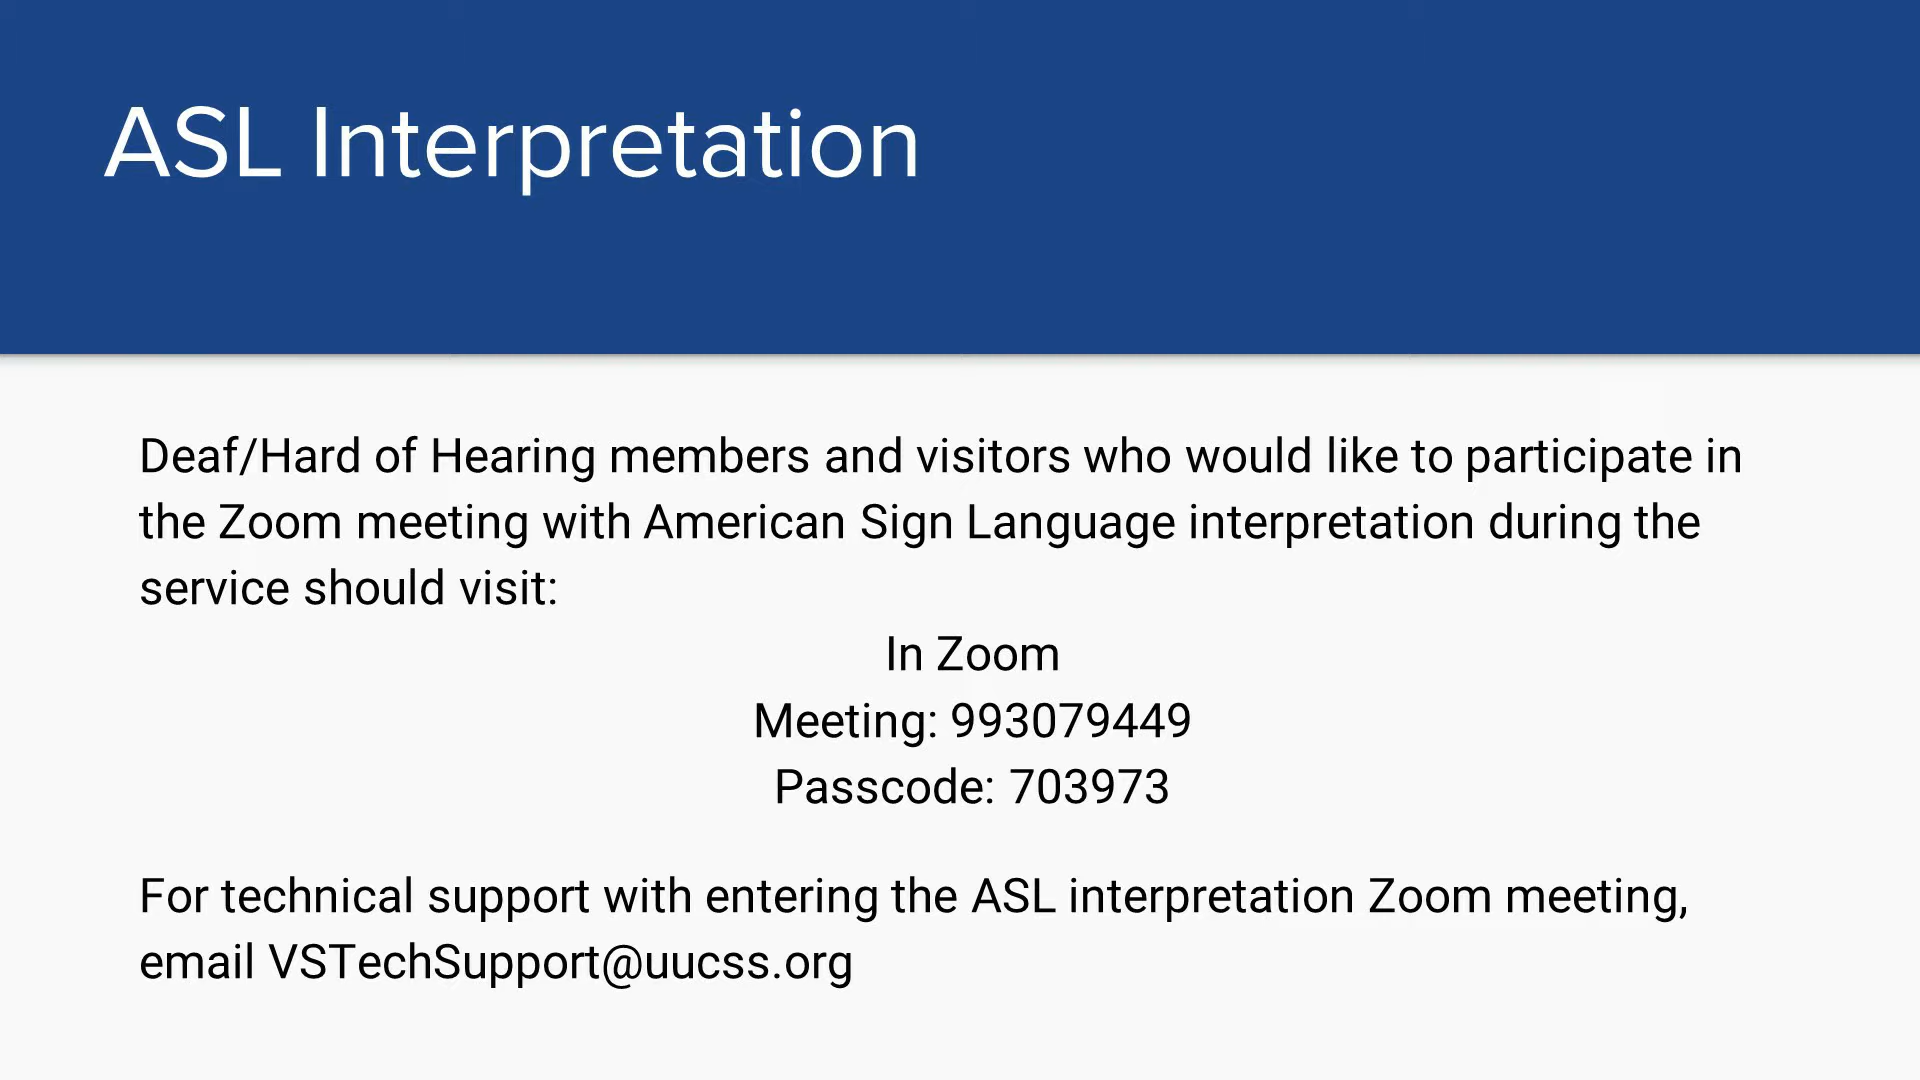 ASL Interpretation
Deaf/Hard of Hearing members and visitors who would like to participate in
the Zoom meeting with American Sign Language interpretation during the
service should visit:
In Zoom
Meeting: 993079449
Passcode: 703973
For technical support with entering the ASL interpretation Zoom meeting,
email VSTechSupport@uucss.org